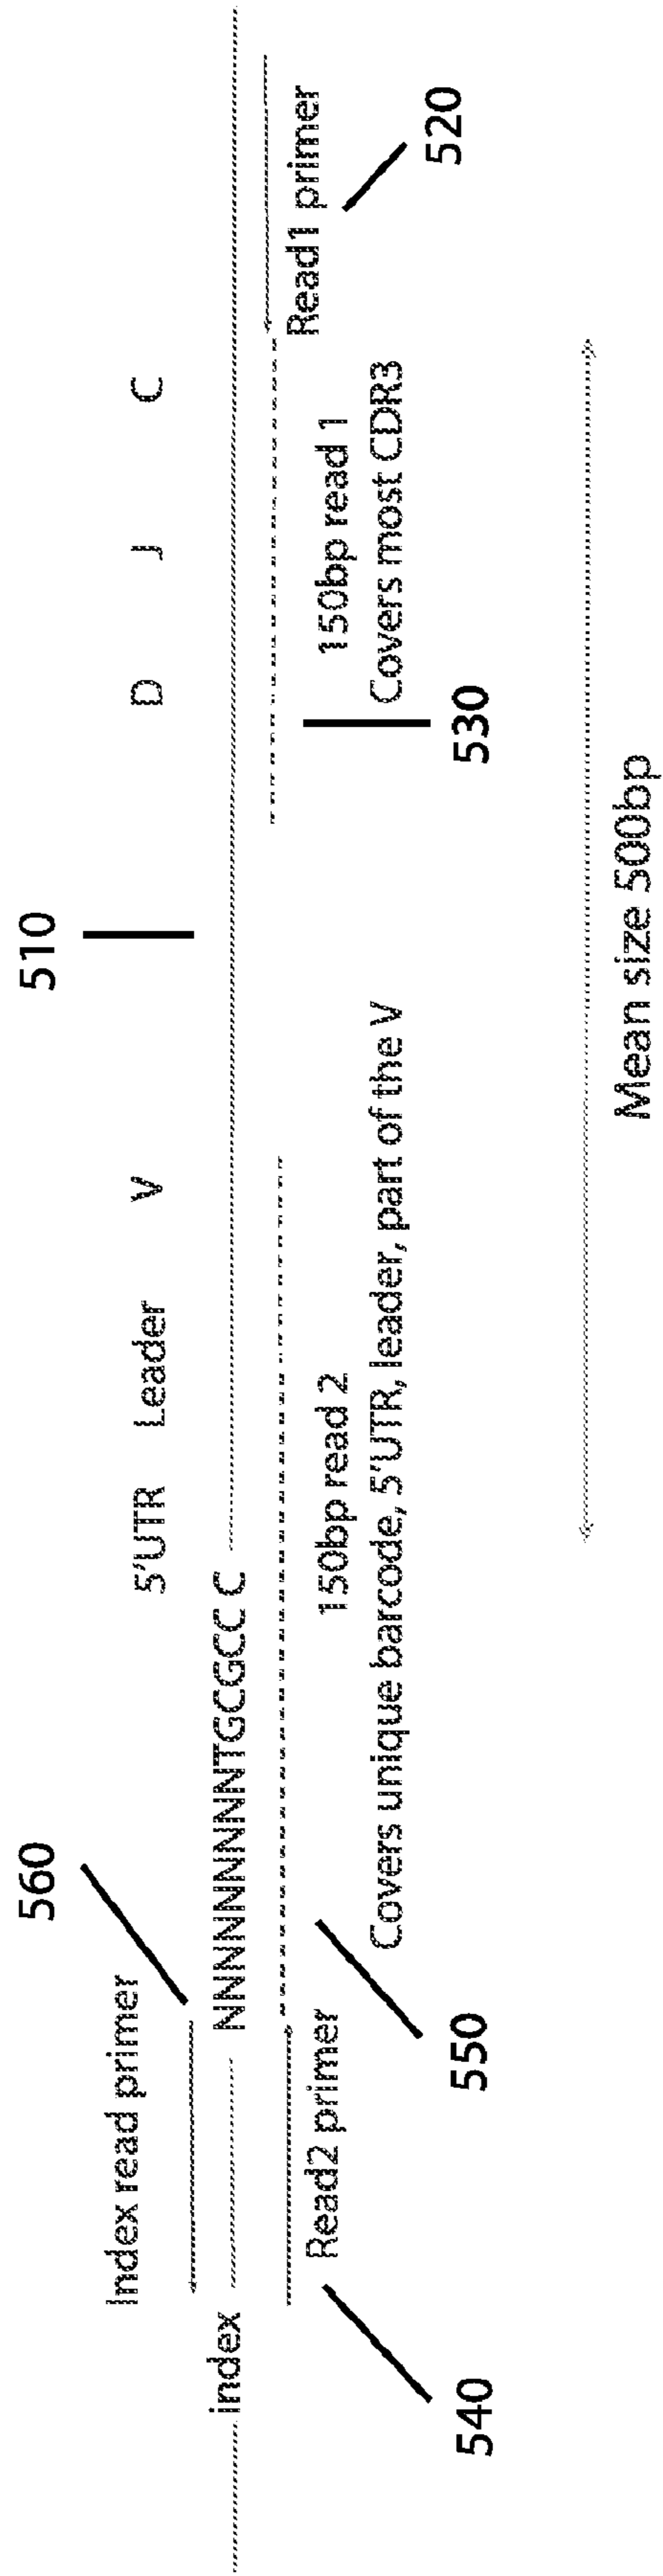 510
560
Index read primer
5'UTR Leader V D J C
index NNNNNNNNNTGCGCC C
Read2 primer
150bp read 2
Covers unique barcode, 5'UTR, leader, part of the V
150bp read 1
Covers most CDR3
Read1 primer
540
550
530
520
Mean size 500bp